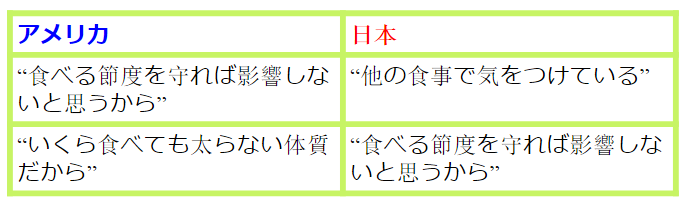 アメリカ
日本
“食べる節度を守れば影響しな
いと思うから”
“他の食事で気をつけている”
“いくら食べても太らない体質
だから”
“食べる節度を守れば影響しな
いと思うから”